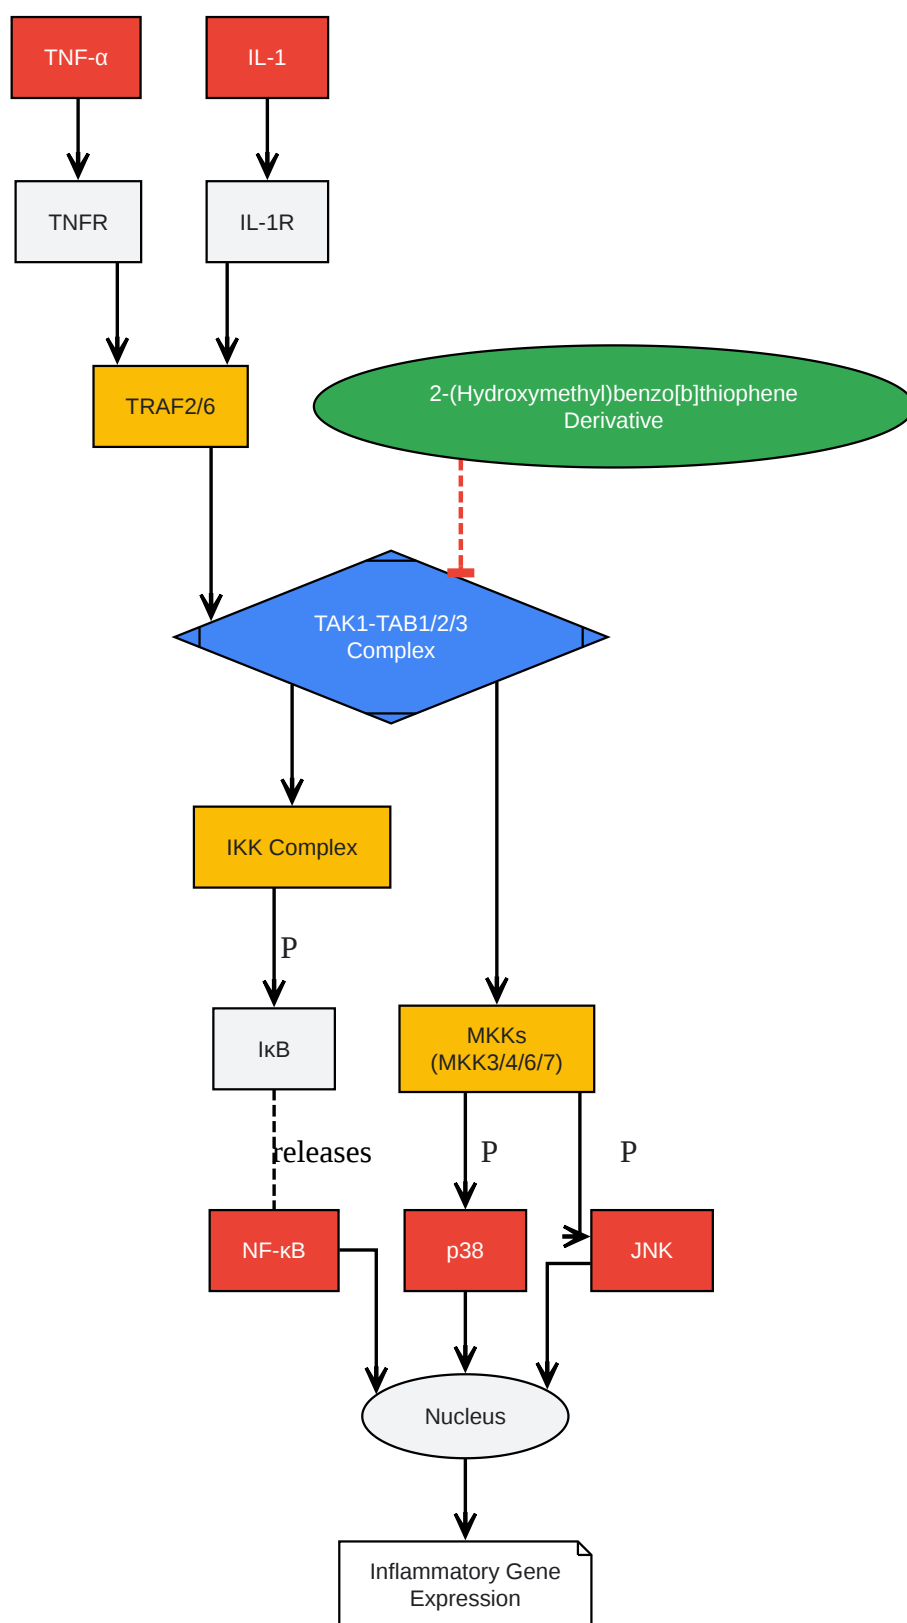 TNF-α
IL-1
TNFR
IL-1R
TRAF2/6
2-(Hydroxymethyl)benzo[b]thiophene
Derivative
TAK1-TAB1/2/3
Complex
IKK Complex
P
IκB
MKKs
(MKK3/4/6/7)
releases
P
P
NF-κB
p38
JNK
Nucleus
Inflammatory Gene
Expression